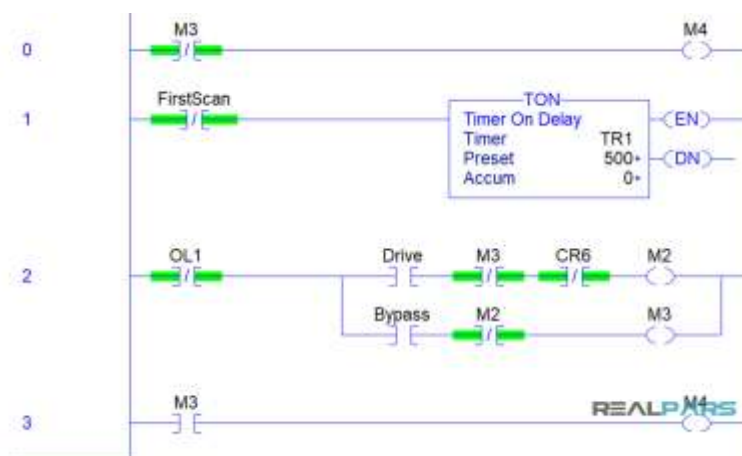 M3 M4
0
FirstScan TON
1 Timer On Delay EN
Timer TR1
Preset 500 DN
Accum 0
OL1 Drive M3 CR6 M2
2
Bypass M2 M3
M3 M4
REALPARS
3